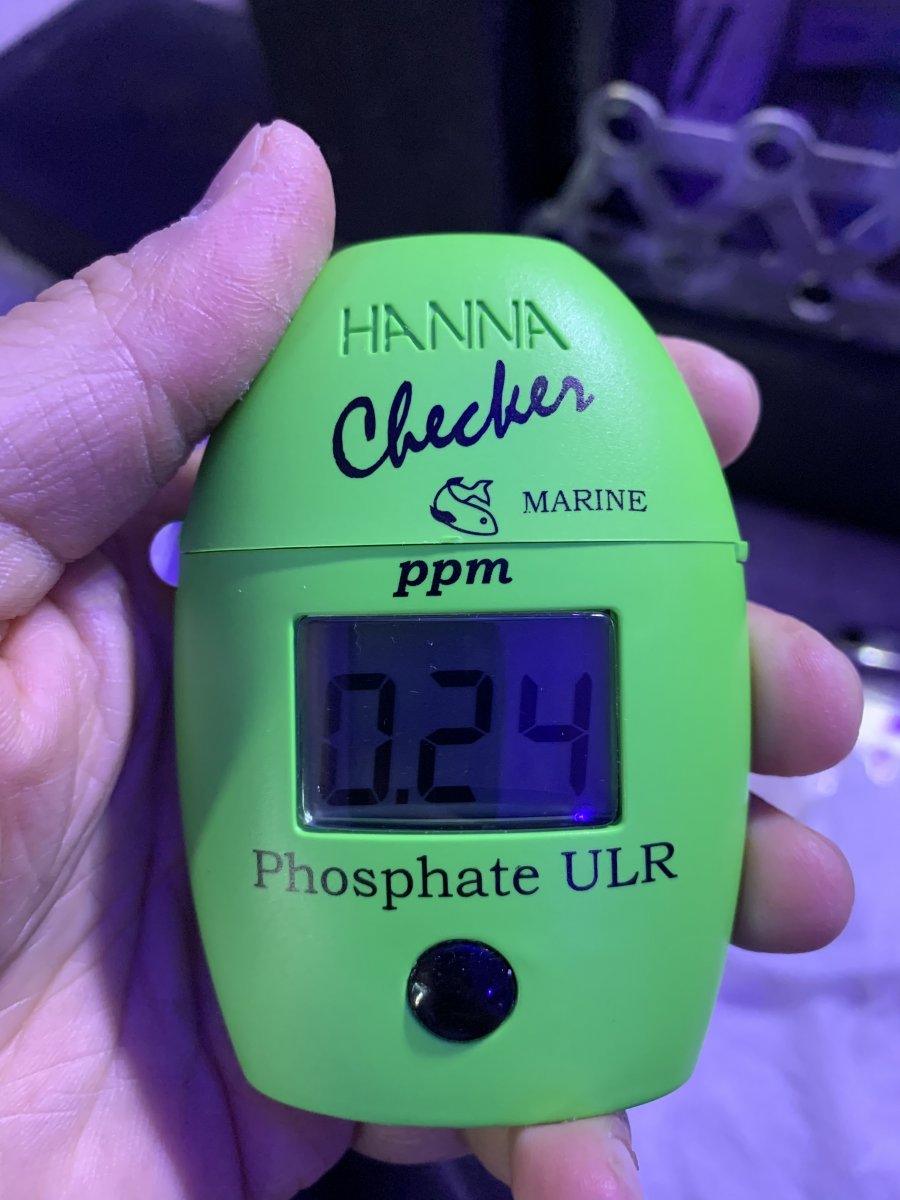 HANNA
Checker
MARINE
ppm
0.24
Phosphate ULR